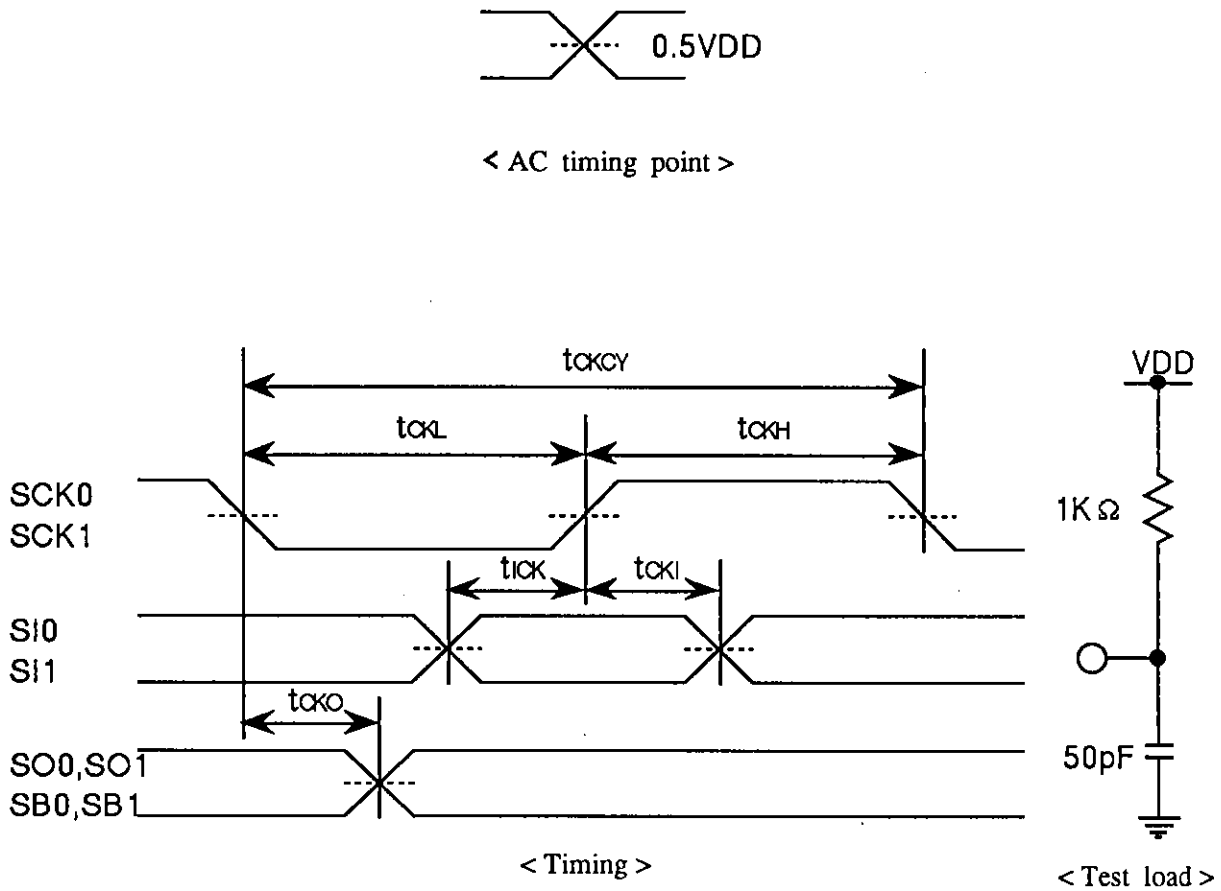 0.5VDD
< AC timing point >
tCKCY
VDD
tCKL
tCKH
SCK0
SCK1
1KΩ
tICK
tCKI
SI0
SI1
tCKO
SO0,SO1
SB0,SB1
50pF
< Timing >
< Test load >